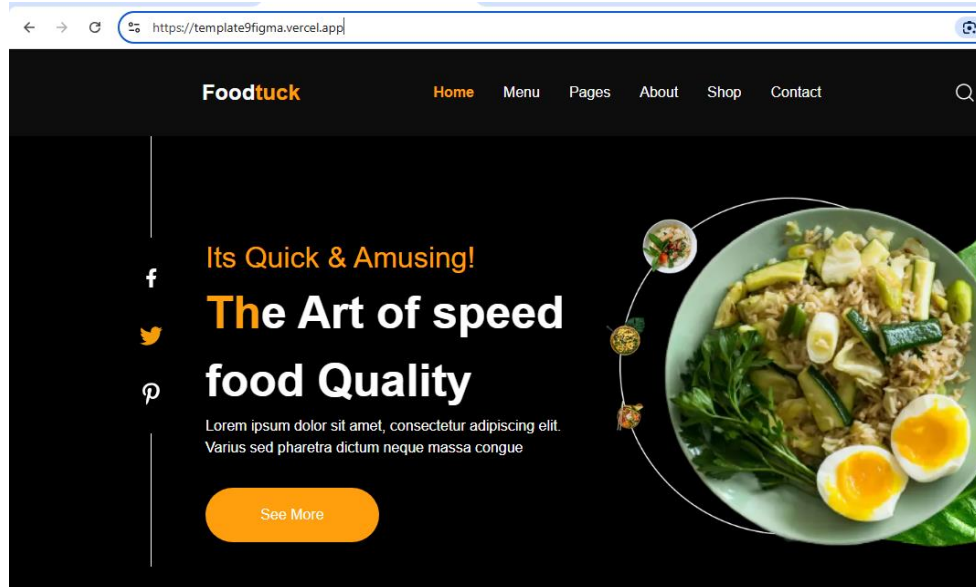 https://template9figma.vercel.app
Foodtuck Home Menu Pages About Shop Contact
Its Quick & Amusing!
The Art of speed
food Quality
Lorem ipsum dolor sit amet, consectetur adipiscing elit.
Varius sed pharetra dictum neque massa congue
See More